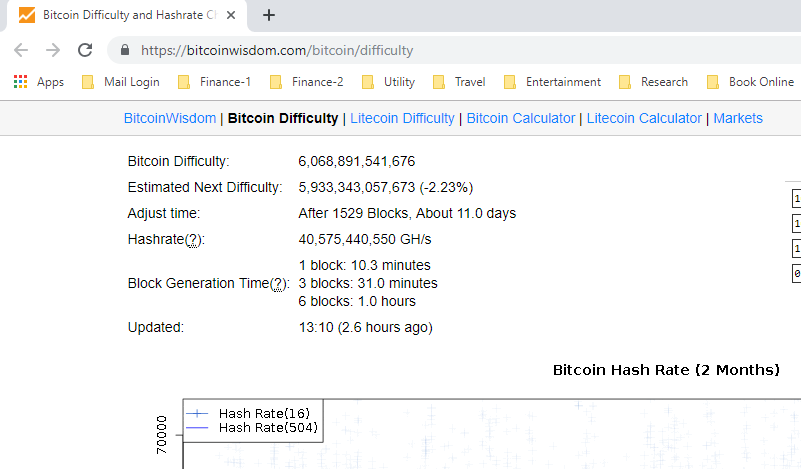 Bitcoin Difficulty and Hashrate Ch
https://bitcoinwisdom.com/bitcoin/difficulty
Apps Mail Login Finance-1 Finance-2 Utility Travel Entertainment Research Book Online
BitcoinWisdom | Bitcoin Difficulty | Litecoin Difficulty | Bitcoin Calculator | Litecoin Calculator | Markets
Bitcoin Difficulty: 6,068,891,541,676
Estimated Next Difficulty: 5,933,343,057,673 (-2.23%)
Adjust time: After 1529 Blocks, About 11.0 days
Hashrate(?): 40,575,440,550 GH/s
1 block: 10.3 minutes
Block Generation Time(?): 3 blocks: 31.0 minutes
6 blocks: 1.0 hours
Updated: 13:10 (2.6 hours ago)
1
1
1
0
Bitcoin Hash Rate (2 Months)
Hash Rate(16)
Hash Rate(504)
70000